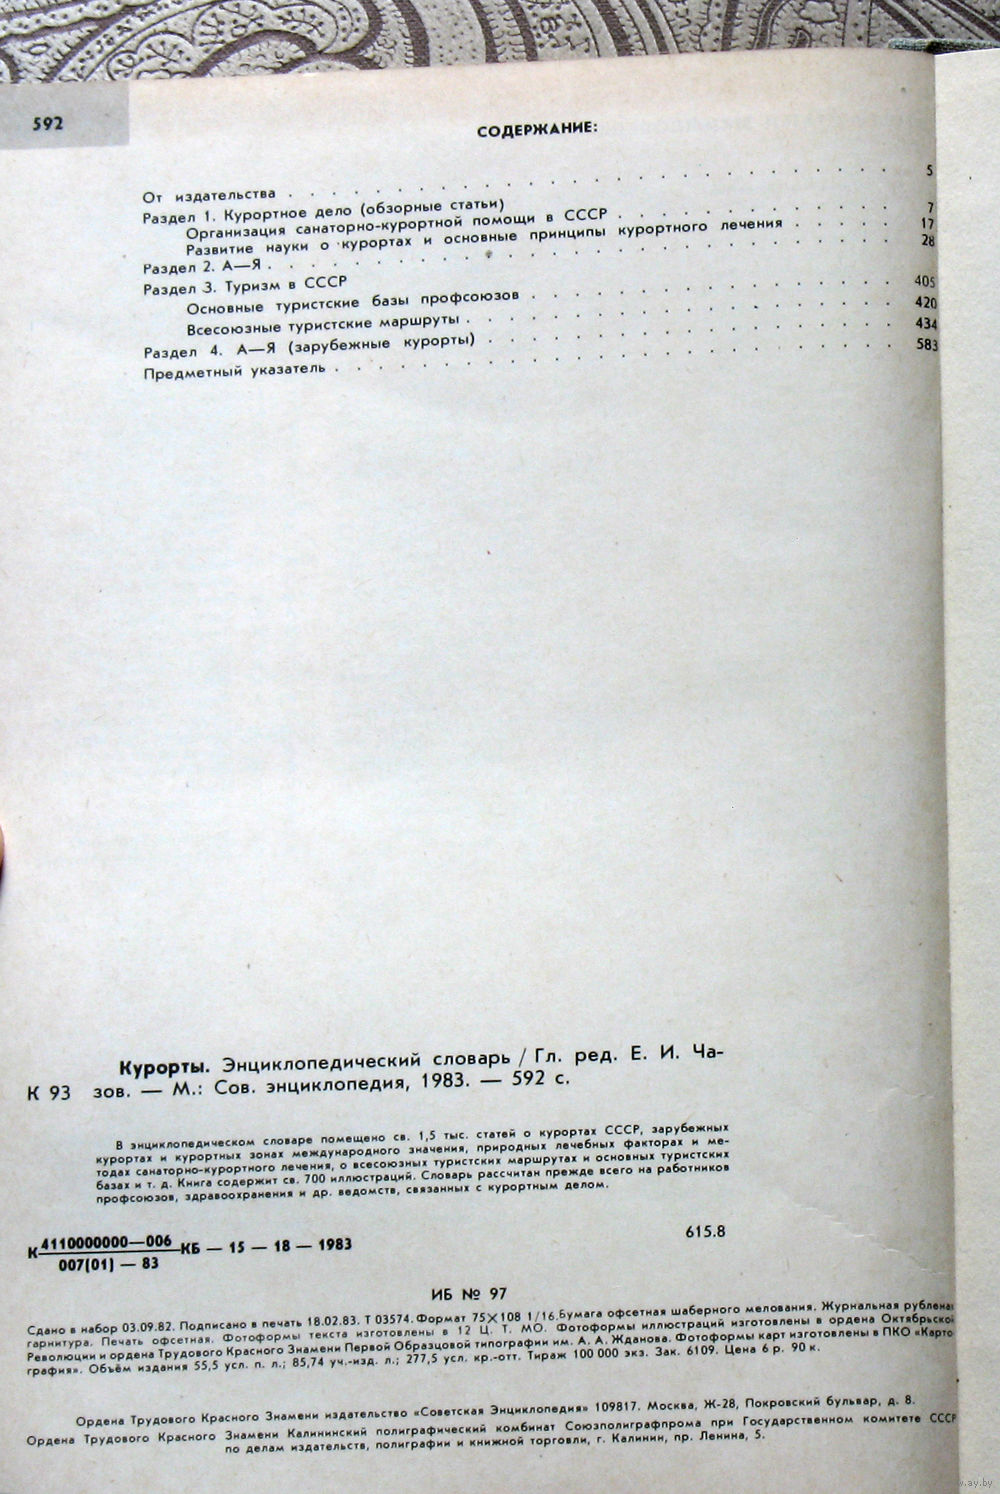 592
СОДЕРЖАНИЕ:
От издательства . . . 5
Раздел 1. Курортное дело (обзорные статьи)
Организация санаторно-курортной помощи в СССР . . . 7
Развитие науки о курортах и основные принципы курортного лечения . . . 17
Раздел 2. А—Я . . . 28
Раздел 3. Туризм в СССР
Основные туристские базы профсоюзов . . . 405
Всесоюзные туристские маршруты . . . 420
Раздел 4. А—Я (зарубежные курорты) . . . 434
Предметный указатель . . . 583
Курорты. Энциклопедический словарь / Гл. ред. Е. И. Ча-
К 93 зов. — М.: Сов. энциклопедия, 1983. — 592 с.
В энциклопедическом словаре помещено св. 1,5 тыс. статей о курортах СССР, зарубежных
курортах и курортных зонах международного значения, природных лечебных факторах и ме-
тодах санаторно-курортного лечения, о всесоюзных туристских маршрутах и основных туристских
базах и т. д. Книга содержит св. 700 иллюстраций. Словарь рассчитан прежде всего на работников
профсоюзов, здравоохранения и др. ведомств, связанных с курортным делом.
К 4110000000—006 КБ — 15 — 18 — 1983
007(01) — 83
615.8
ИБ № 97
Сдано в набор 03.09.82. Подписано в печать 18.02.83. Т 03574. Формат 75×108 1/16. Бумага офсетная шаберного мелования. Журнальная рубленая
гарнитура. Печать офсетная. Фотоформы текста изготовлены в 12 Ц. Т. МО. Фотоформы иллюстраций изготовлены в ордена Октябрьской
Революции и ордена Трудового Красного Знамени Первой Образцовой типографии им. А. А. Жданова. Фотоформы карт изготовлены в ПКО «Карто-
графия». Объём издания 55,5 усл. п. л.; 85,74 уч.-изд. л.; 277,5 усл. кр.-отт. Тираж 100 000 экз. Зак. 6109. Цена 6 р. 90 к.
Ордена Трудового Красного Знамени издательство «Советская Энциклопедия» 109817. Москва, Ж-28, Покровский бульвар, д. 8.
Ордена Трудового Красного Знамени Калининский полиграфический комбинат Союзполиграфпрома при Государственном комитете СССР
по делам издательств, полиграфии и книжной торговли, г. Калинин, пр. Ленина, 5.